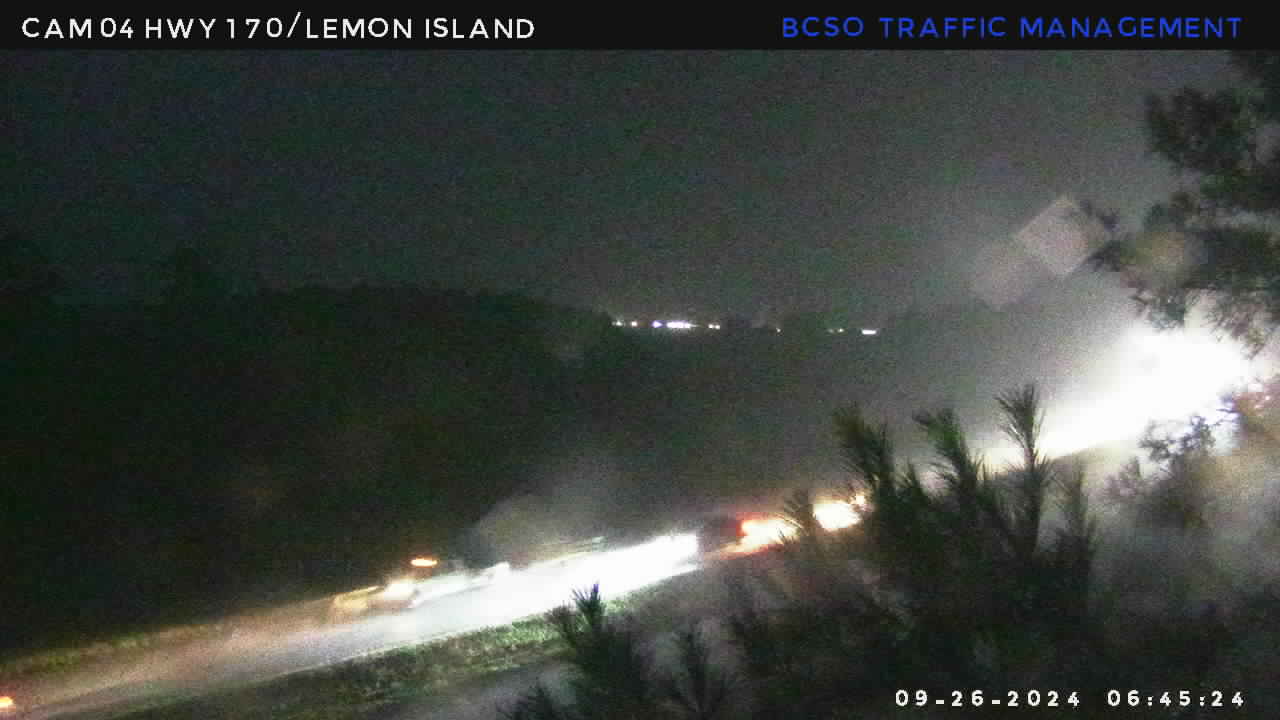 CAM04 HWY 170/LEMON ISLAND
BCSO TRAFFIC MANAGEMENT
09-26-2024 06:45:24